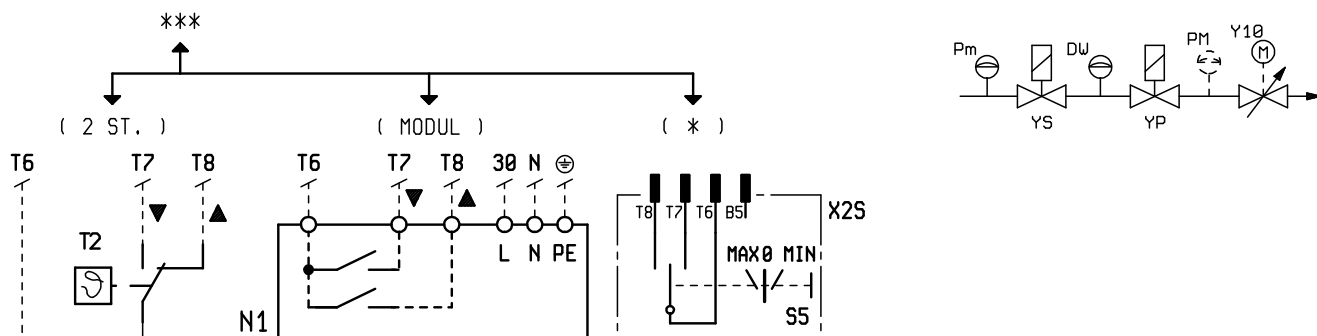 ***
Pm
DW
PM
Y10
M
YS
YP
( 2 ST. )
( MODUL )
( * )
T6
T7
T8
T6
T7
T8
30
N
T8
T7
T6
B5
X2S
T2
L
N
PE
MAX 0 MIN
N1
S5